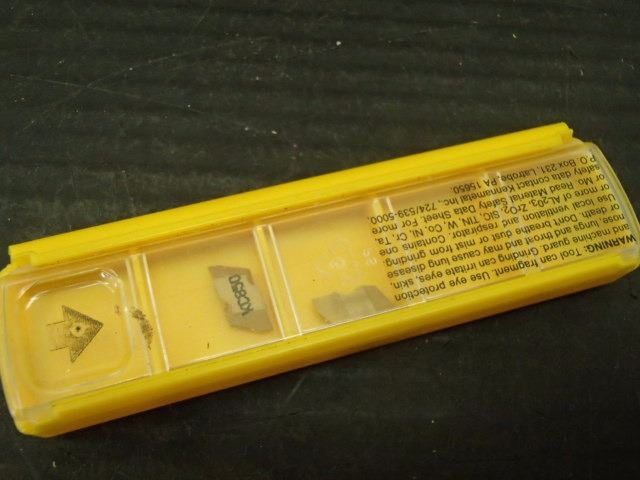 WARNING: Tool can fragment. Use eye protection
and machine guard. Grinding can irritate eyes, skin
nose, lungs and may cause lung disease
or death. Don't breathe dust or mist from grinding.
Use local ventilation and respirator. Contains one
or more of AL203, ZrO2, SiC, TiN, W, Co, Ni, Cr, Ta,
or Mo. Read Material Safety Data Sheet. For more
safety data contact Kennametal Inc. 724/539-5000,
P.O. Box 231, Latrobe, PA 15650.
KC850